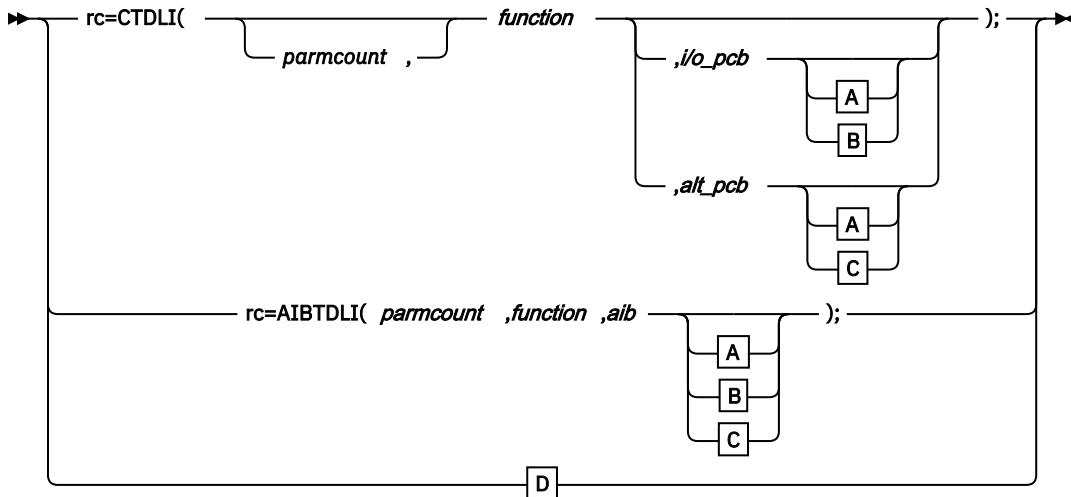 rc=CTDLI( function );
parmcount ,
,i/o_pcb
A
B
,alt_pcb
A
C
rc=AIBTDLI( parmcount ,function ,aib );
A
B
C
D